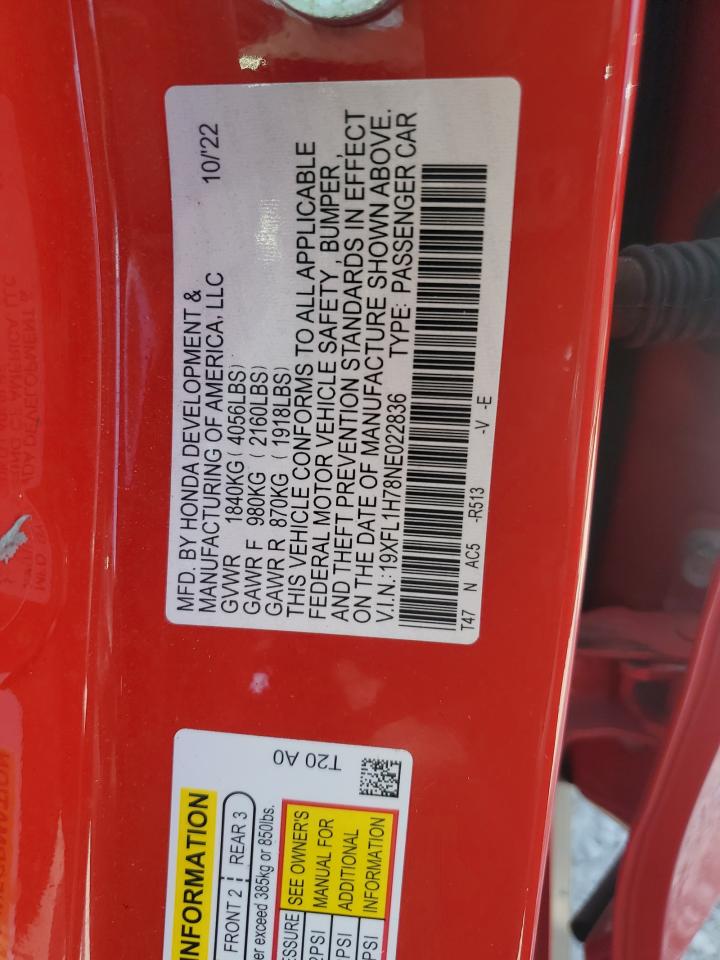 MFD. BY HONDA DEVELOPMENT &
MANUFACTURING OF AMERICA, LLC 10/'22
GVWR 1840KG ( 4056LBS)
GAWR F 980KG ( 2160LBS)
GAWR R 870KG ( 1918LBS)
THIS VEHICLE CONFORMS TO ALL APPLICABLE
FEDERAL MOTOR VEHICLE SAFETY , BUMPER ,
AND THEFT PREVENTION STANDARDS IN EFFECT
ON THE DATE OF MANUFACTURE SHOWN ABOVE.
V.I.N.:19XFL1H78NE022836 TYPE: PASSENGER CAR
T47 N AC5 -R513 -V -E
T20 A0
INFORMATION
FRONT 2 REAR 3
exceed 385kg or 850lbs.
SEE OWNER'S
MANUAL FOR
ADDITIONAL
INFORMATION
PSI
PSI
PSI